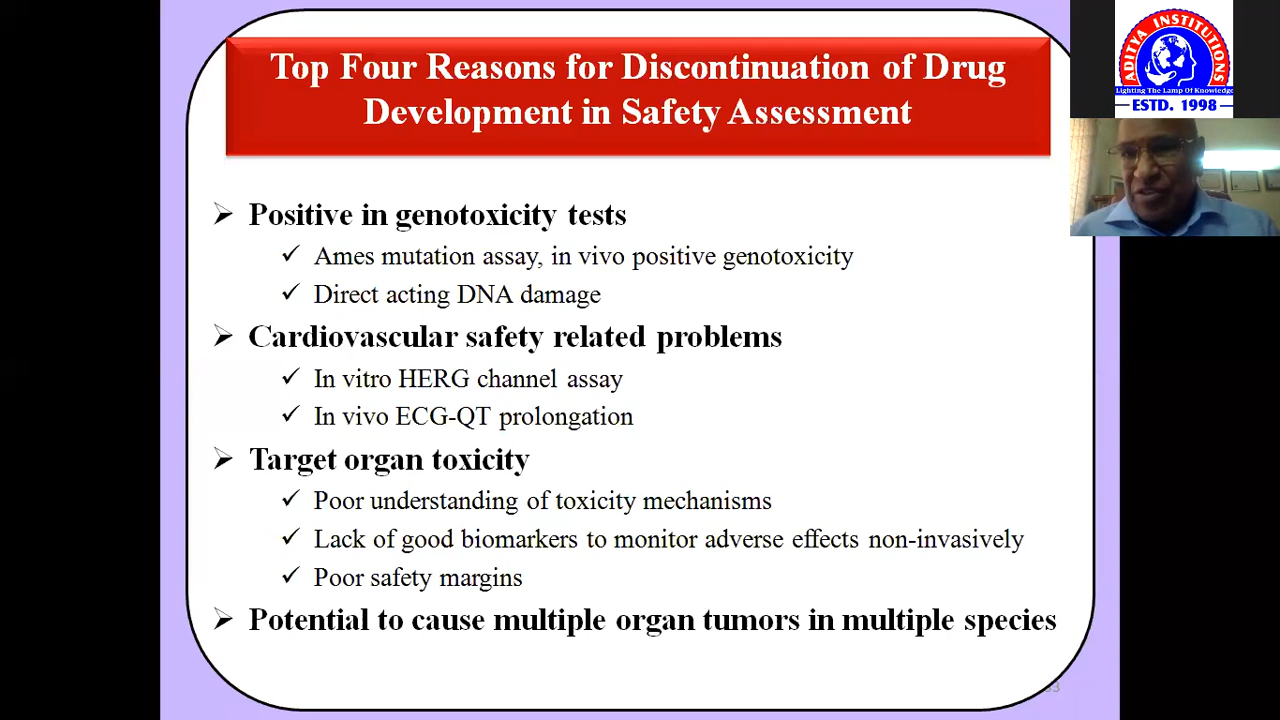 Top Four Reasons for Discontinuation of Drug
Development in Safety Assessment
Positive in genotoxicity tests
Ames mutation assay, in vivo positive genotoxicity
Direct acting DNA damage
Cardiovascular safety related problems
In vitro HERG channel assay
In vivo ECG-QT prolongation
Target organ toxicity
Poor understanding of toxicity mechanisms
Lack of good biomarkers to monitor adverse effects non-invasively
Poor safety margins
Potential to cause multiple organ tumors in multiple species
ADITYA INSTITUTIONS
Lighting The Lamp Of Knowledge
ESTD. 1998